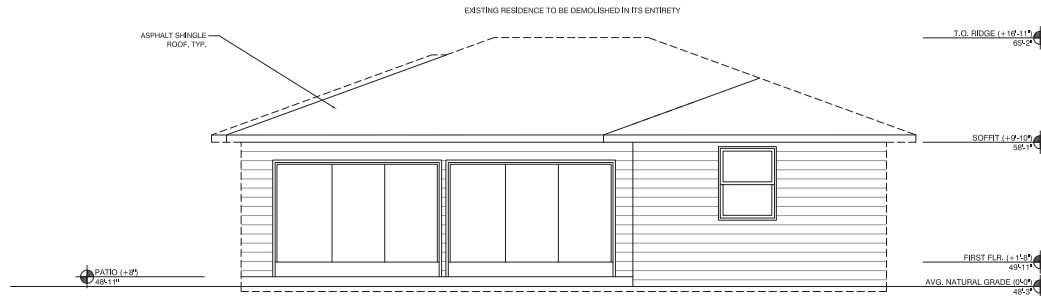 EXISTING RESIDENCE TO BE DEMOLISHED IN ITS ENTIRETY
ASPHALT SHINGLE
ROOF, TYP.
T.O. RIDGE (+16'-11")
65'-2"
SOFFIT (+9'-10")
58'-1"
FIRST FLR. (+1'-8")
49'-11"
PATIO (+8")
48'-11"
AVG. NATURAL GRADE (0'-0")
48'-3"